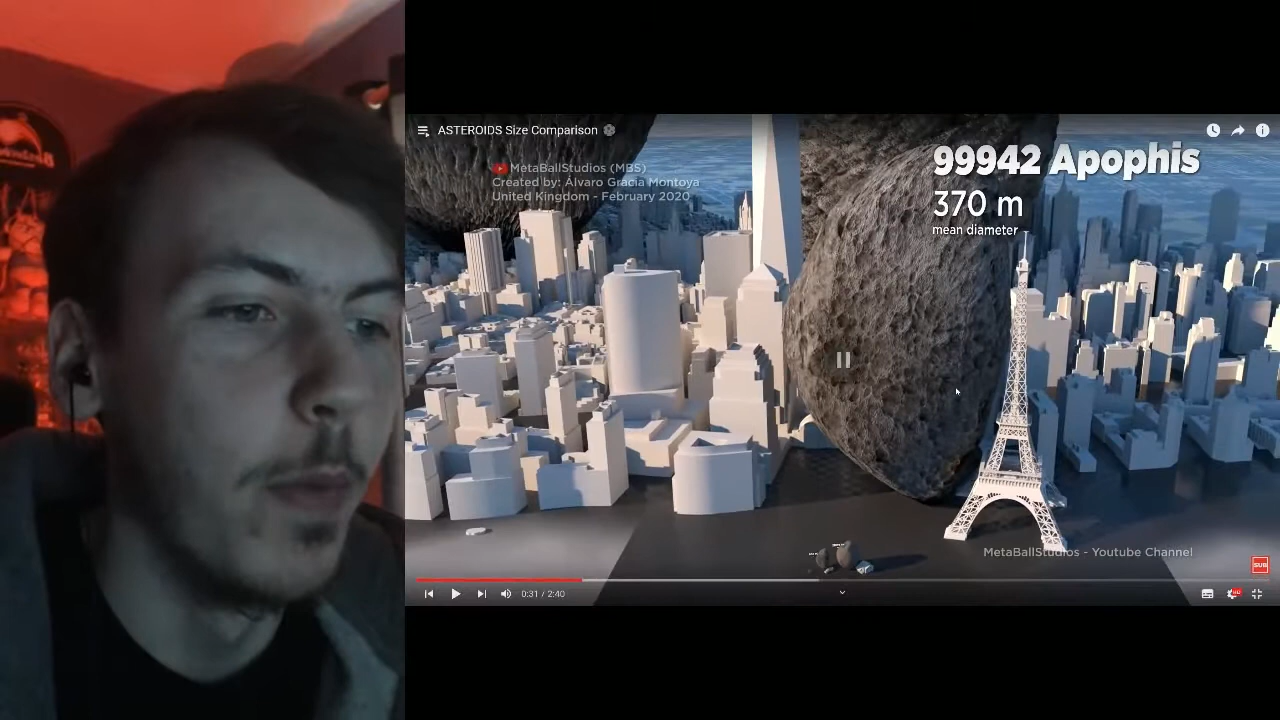 ASTEROIDS Size Comparison
MetaBallStudios (MBS)
Created by: Álvaro Gracia Montoya
United Kingdom - February 2020
99942 Apophis
370 m
mean diameter
MetaBallStudios - Youtube Channel
SUB
0:31 / 2:40